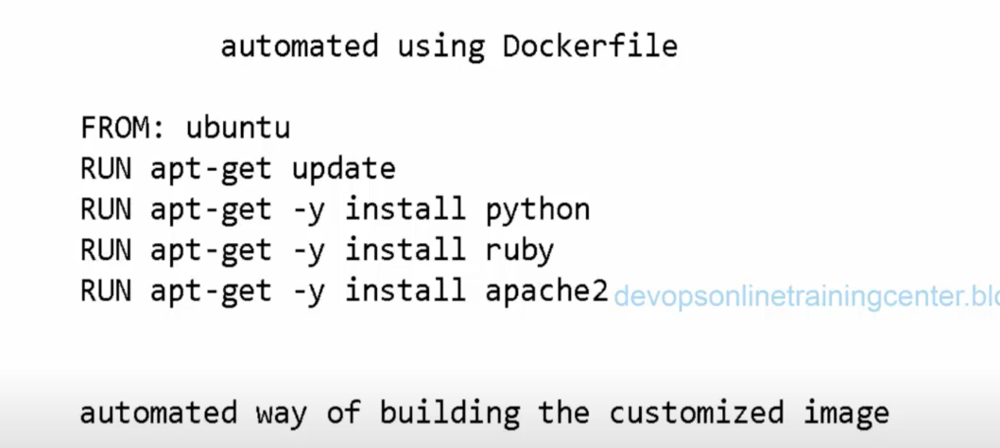 automated using Dockerfile
FROM: ubuntu
RUN apt-get update
RUN apt-get -y install python
RUN apt-get -y install ruby
RUN apt-get -y install apache2
devopsonlinetrainingcenter.blo
automated way of building the customized image